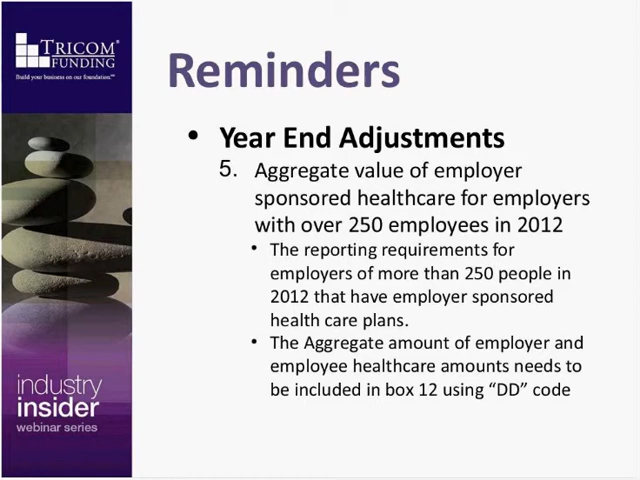 TRICOM®
FUNDING
Build your business on our foundation.℠
Reminders
• Year End Adjustments
5. Aggregate value of employer
sponsored healthcare for employers
with over 250 employees in 2012
• The reporting requirements for
employers of more than 250 people in
2012 that have employer sponsored
health care plans.
• The Aggregate amount of employer and
employee healthcare amounts needs to
be included in box 12 using “DD” code
industry
insider
webinar series